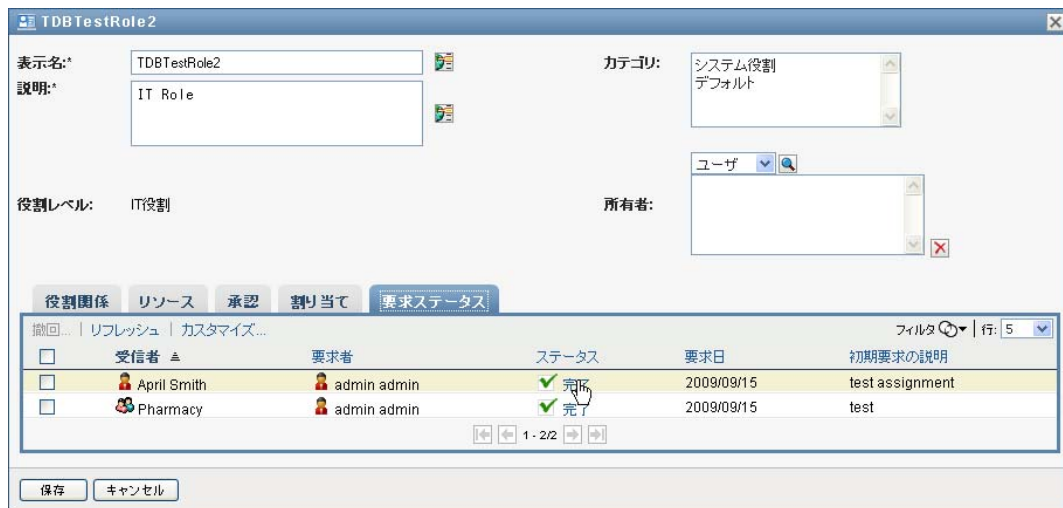 TDBTestRole2
表示名:*
TDBTestRole2
カテゴリ:
システム役割
デフォルト
説明:*
IT Role
ユーザ
役割レベル:
IT役割
所有者:
役割関係 リソース 承認 割り当て 要求ステータス
撤回... | リフレッシュ | カスタマイズ...
フィルタ | 行: 5
受信者 要求者 ステータス 要求日 初期要求の説明
April Smith admin admin 完了 2009/09/15 test assignment
Pharmacy admin admin 完了 2009/09/15 test
1 - 2/2
保存 キャンセル